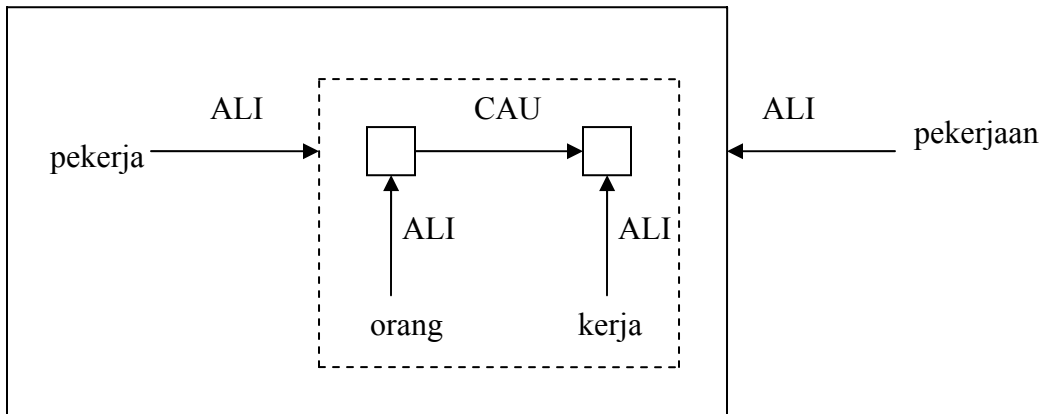 ALI CAU ALI
pekerja pekerjaan
ALI ALI
orang kerja